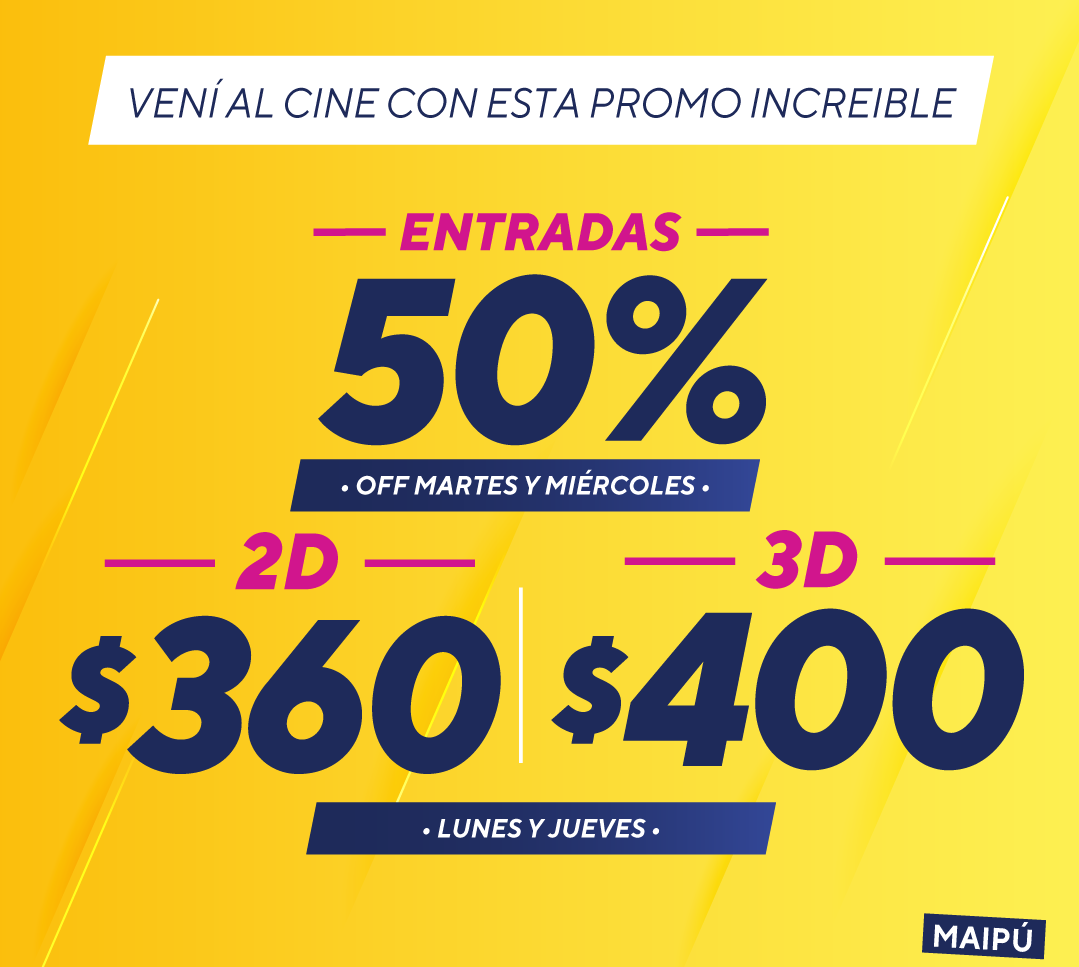 VENÍ AL CINE CON ESTA PROMO INCREIBLE
ENTRADAS
50%
• OFF MARTES Y MIÉRCOLES •
2D
$360
3D
$400
• LUNES Y JUEVES •
MAIPÚ